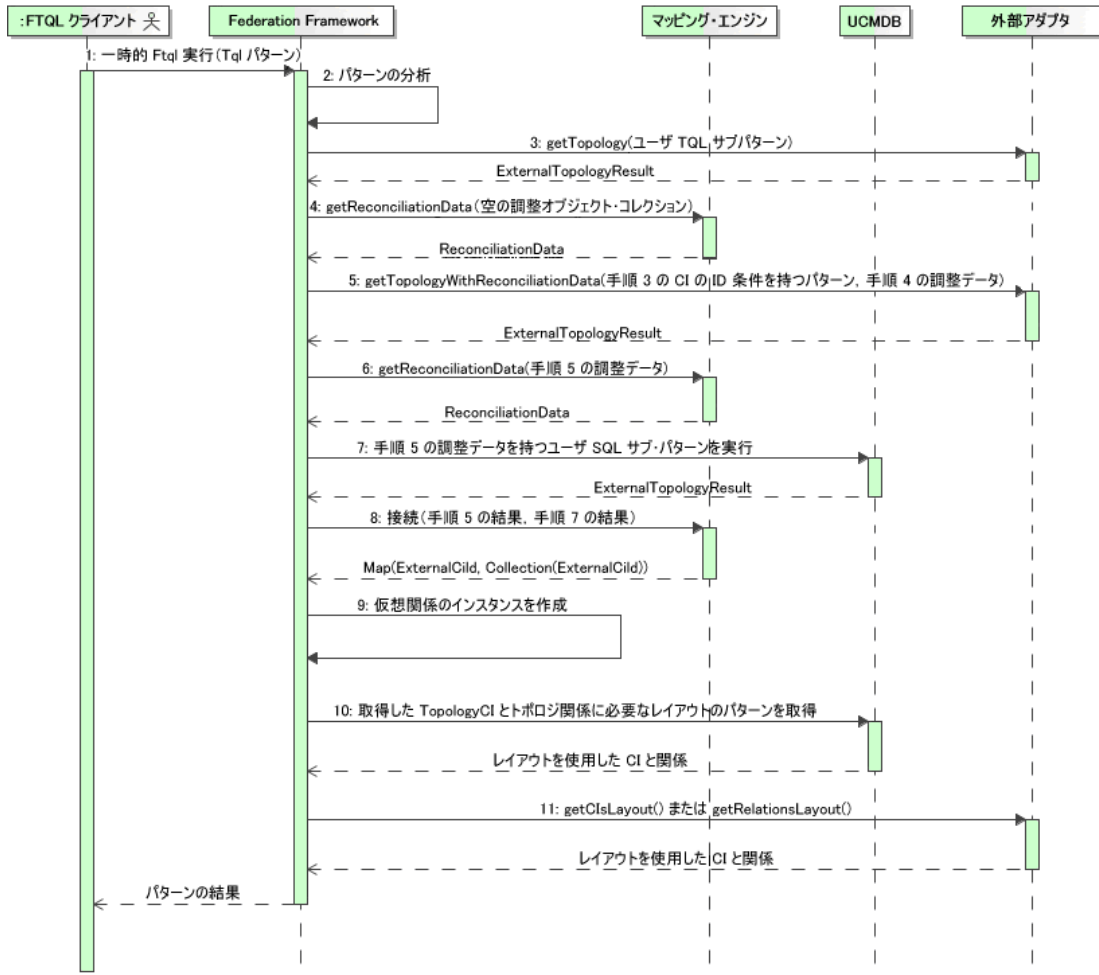 :FTQL クライアント
Federation Framework
マッピング・エンジン
UCMDB
外部アダプタ
1: 一時的 Ftql 実行(Tql パターン)
2: パターンの分析
3: getTopology(ユーザ TQL サブパターン)
ExternalTopologyResult
4: getReconciliationData(空の調整オブジェクト・コレクション)
ReconciliationData
5: getTopologyWithReconciliationData(手順 3 の CI の ID 条件を持つパターン, 手順 4 の調整データ)
ExternalTopologyResult
6: getReconciliationData(手順 5 の調整データ)
ReconciliationData
7: 手順 5 の調整データを持つユーザ SQL サブ・パターンを実行
ExternalTopologyResult
8: 接続(手順 5 の結果, 手順 7 の結果)
Map(ExternalCiId, Collection(ExternalCiId))
9: 仮想関係のインスタンスを作成
10: 取得した TopologyCI とトポロジ関係に必要なレイアウトのパターンを取得
レイアウトを使用した CI と関係
11: getCIsLayout() または getRelationsLayout()
レイアウトを使用した CI と関係
パターンの結果